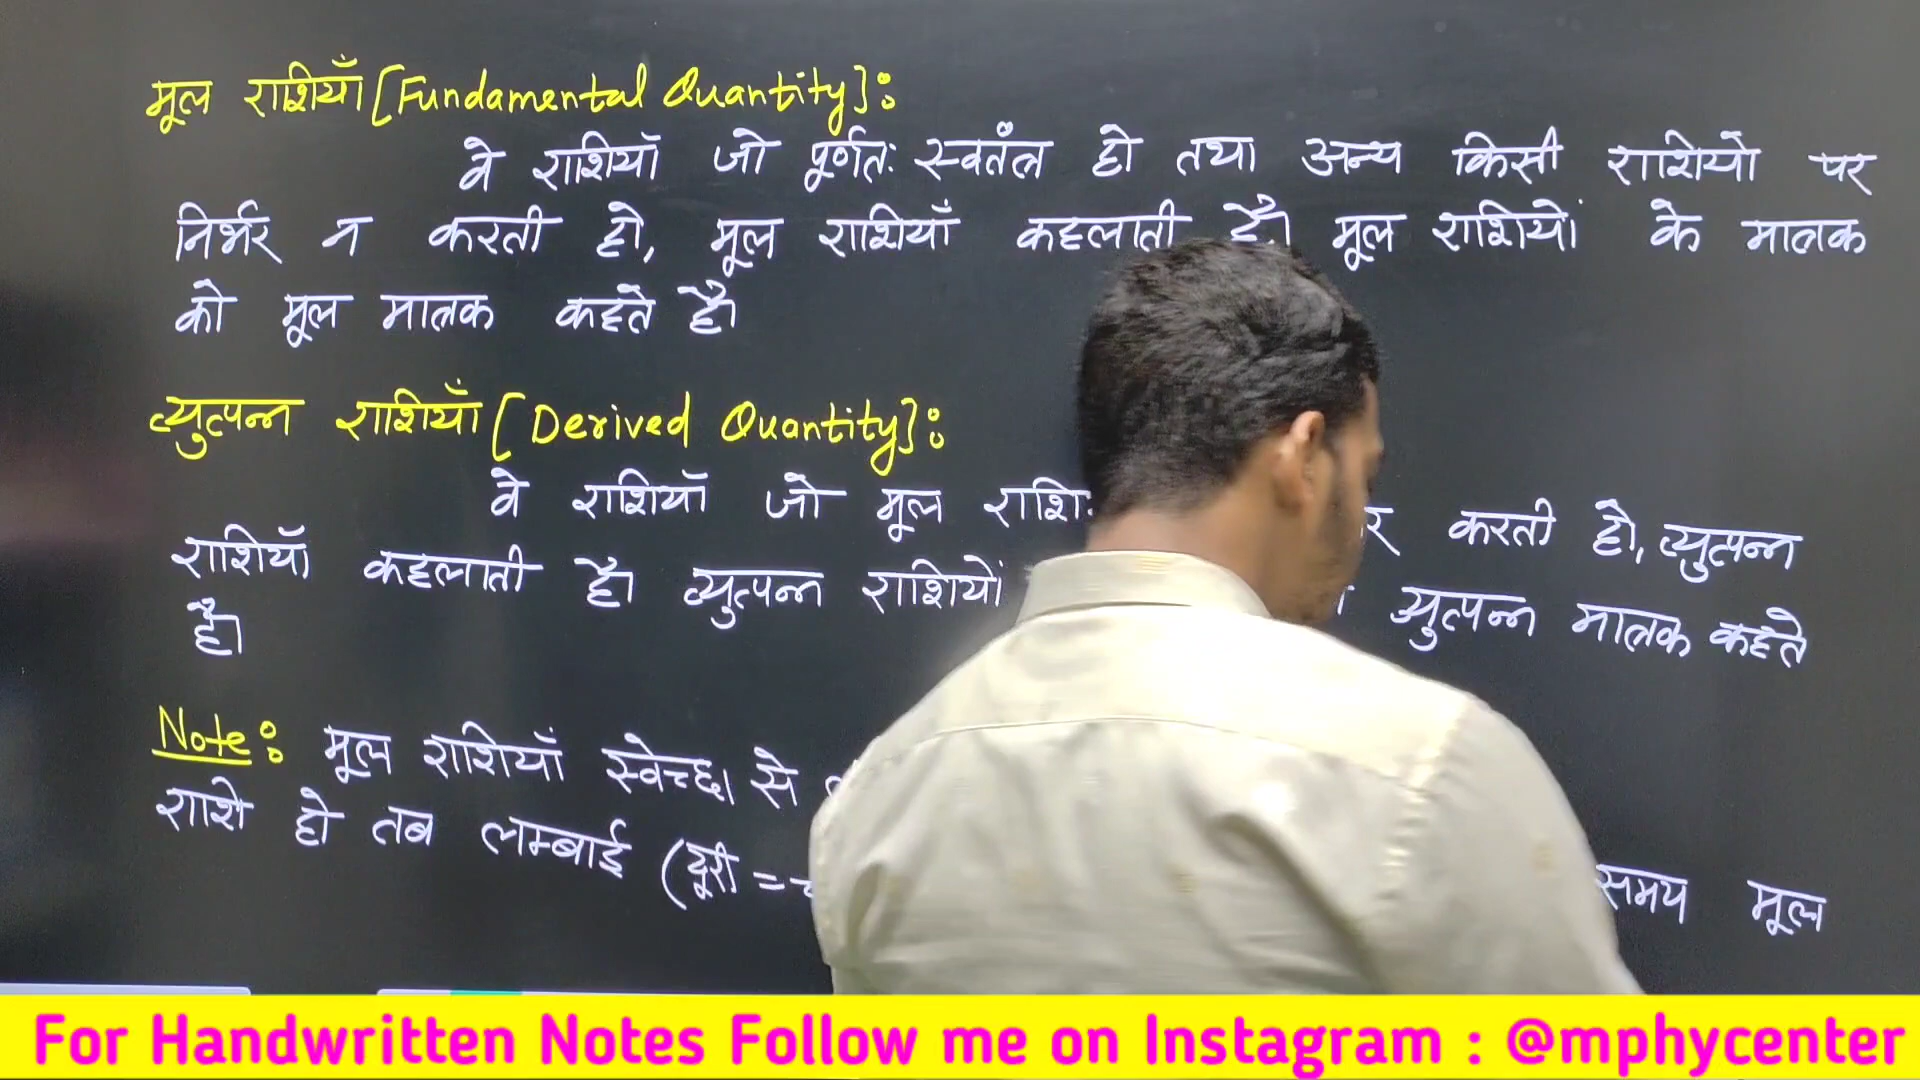 मूल राशियाँ [Fundamental Quantity]:
वे राशियाँ जो पूर्णत: स्वतंत्र हो तथा अन्य किसी राशियो पर
निर्भर न करती हो, मूल राशियाँ कहलाती है। मूल राशियों के मात्रक
को मूल मात्रक कहते है।
व्युत्पन्न राशियाँ [Derived Quantity]:
वे राशियाँ जो मूल करती हो, व्युत्पन्न
राशियाँ कहलाती है। व्युत्पन्न राशियों व्युत्पन्न मात्रक कहते
है।
Note: मूल राशियाँ स्वेच्छा से
राशि हो तब लम्बाई (दूरी = समय मूल
For Handwritten Notes Follow me on Instagram : @mphycenter